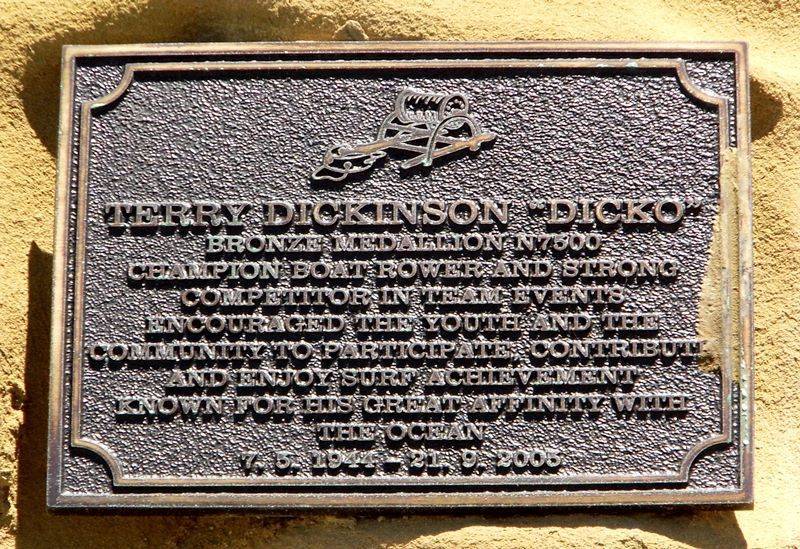 TERRY DICKINSON "DICKO"
BRONZE MEDALLION N7500
CHAMPION BOAT ROWER AND STRONG
COMPETITOR IN TEAM EVENTS
ENCOURAGED THE YOUTH AND THE
COMMUNITY TO PARTICIPATE, CONTRIBUTE
AND ENJOY SURF ACHIEVEMENT
KNOWN FOR HIS GREAT AFFINITY WITH
THE OCEAN
7. 5. 1944 – 21. 9. 2005